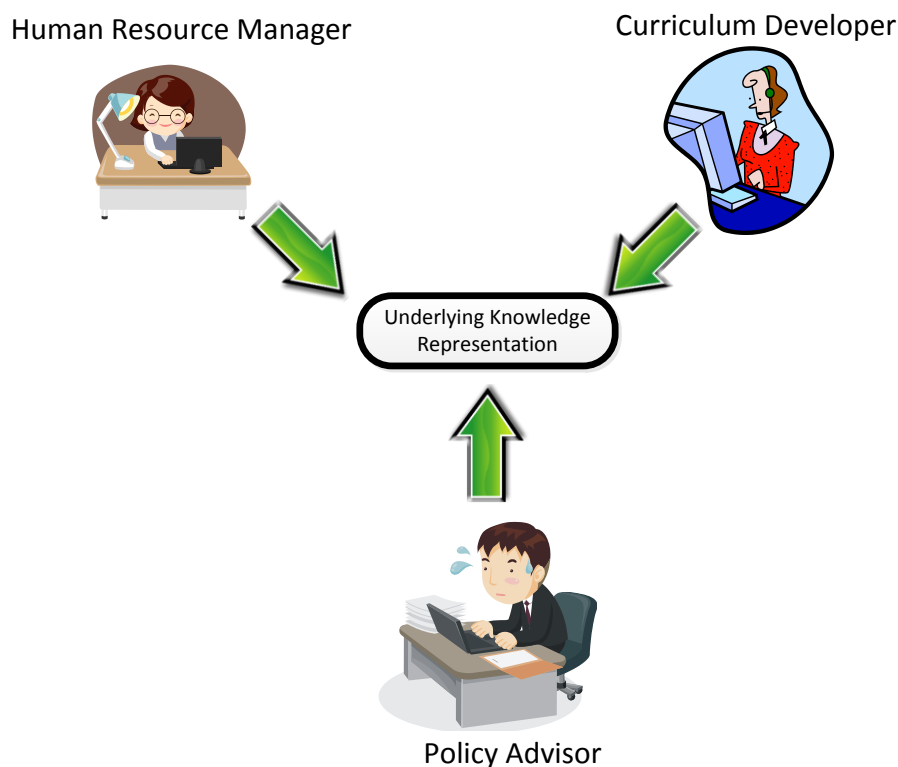 Human Resource Manager
Curriculum Developer
Underlying Knowledge
Representation
Policy Advisor